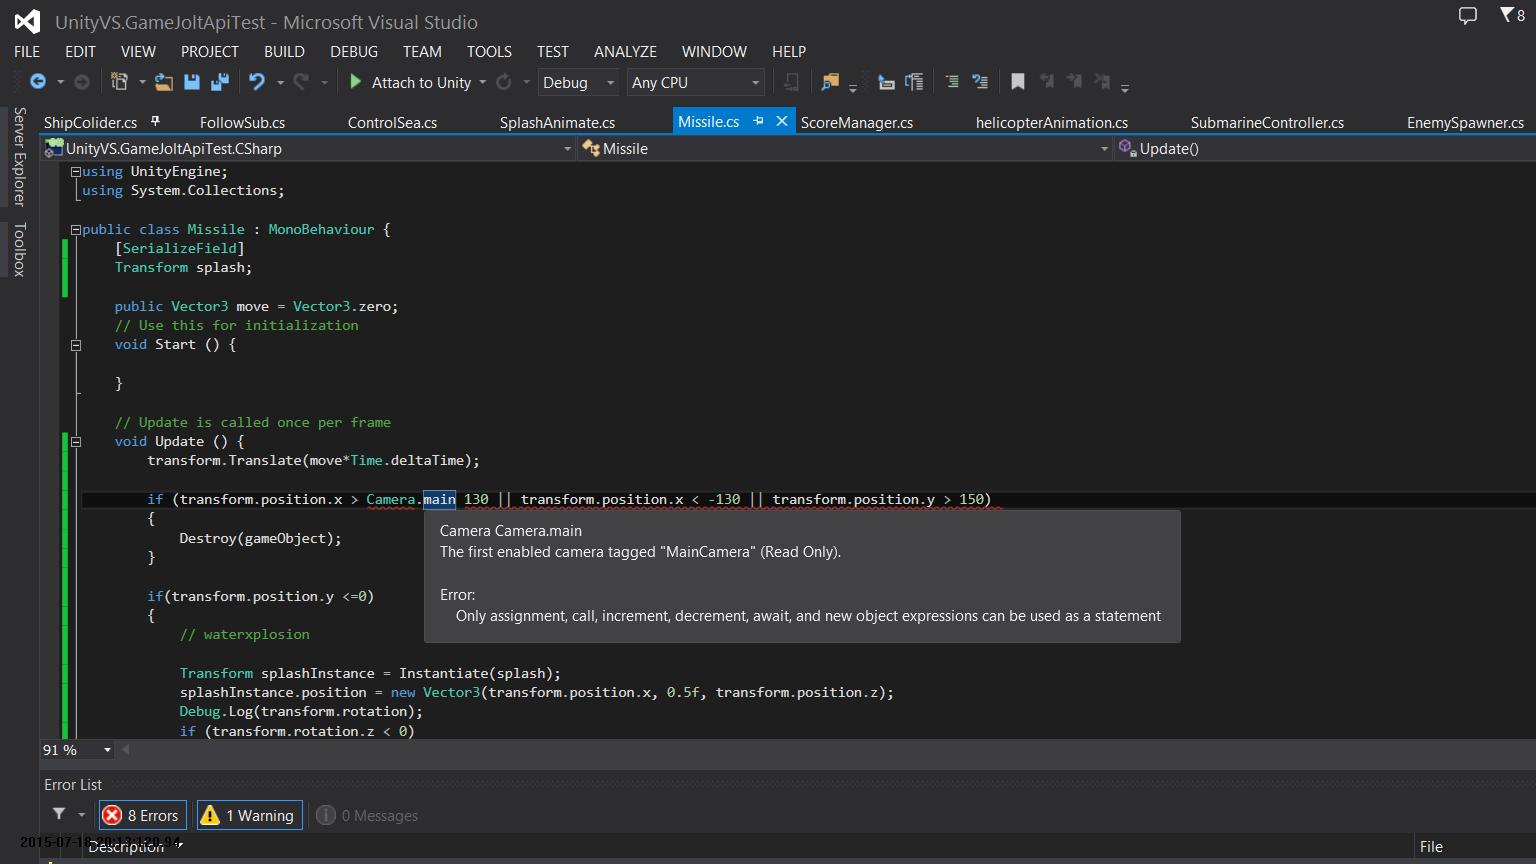 UnityVS.GameJoltApiTest - Microsoft Visual Studio
8
FILE EDIT VIEW PROJECT BUILD DEBUG TEAM TOOLS TEST ANALYZE WINDOW HELP
Attach to Unity Debug Any CPU
Server Explorer
Toolbox
ShipColider.cs FollowSub.cs ControlSea.cs SplashAnimate.cs Missile.cs ScoreManager.cs helicopterAnimation.cs SubmarineController.cs EnemySpawner.cs
UnityVS.GameJoltApiTest.CSharp Missile Update()
using UnityEngine;
using System.Collections;
public class Missile : MonoBehaviour {
[SerializeField]
Transform splash;
public Vector3 move = Vector3.zero;
// Use this for initialization
void Start () {
}
// Update is called once per frame
void Update () {
transform.Translate(move*Time.deltaTime);
if (transform.position.x > Camera.main 130 || transform.position.x < -130 || transform.position.y > 150)
{
Destroy(gameObject);
}
Camera Camera.main
The first enabled camera tagged "MainCamera" (Read Only).
Error:
Only assignment, call, increment, decrement, await, and new object expressions can be used as a statement
if(transform.position.y <=0)
{
// waterxplosion
Transform splashInstance = Instantiate(splash);
splashInstance.position = new Vector3(transform.position.x, 0.5f, transform.position.z);
Debug.Log(transform.rotation);
if (transform.rotation.z < 0)
91 %
Error List
8 Errors 1 Warning 0 Messages
Description File